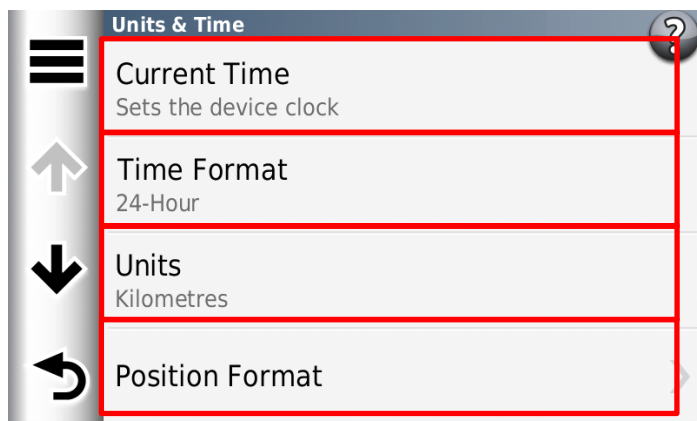 Units & Time
?
Current Time
Sets the device clock
Time Format
24-Hour
Units
Kilometres
Position Format